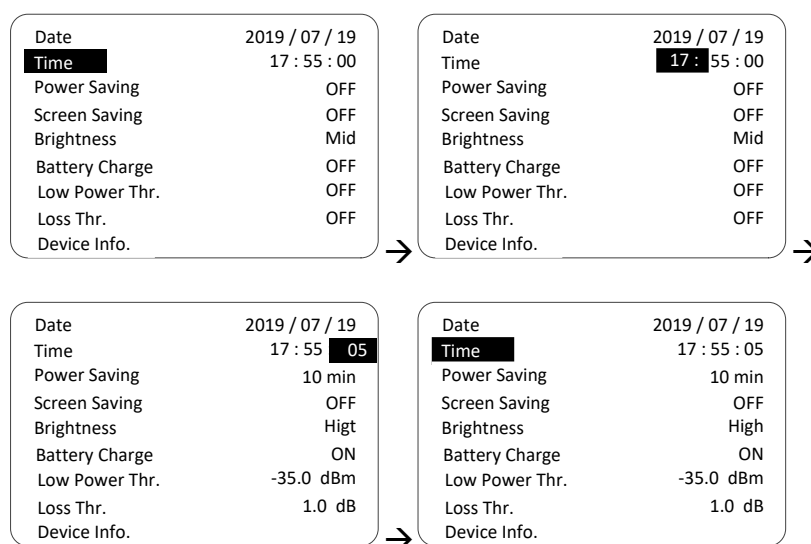 Date 2019 / 07 / 19
Time 17 : 55 : 00
Power Saving OFF
Screen Saving OFF
Brightness Mid
Battery Charge OFF
Low Power Thr. OFF
Loss Thr. OFF
Device Info.
→
Date 2019 / 07 / 19
Time 17 : 55 : 00
Power Saving OFF
Screen Saving OFF
Brightness Mid
Battery Charge OFF
Low Power Thr. OFF
Loss Thr. OFF
Device Info.
→
Date 2019 / 07 / 19
Time 17 : 55 05
Power Saving 10 min
Screen Saving OFF
Brightness Higt
Battery Charge ON
Low Power Thr. -35.0 dBm
Loss Thr. 1.0 dB
Device Info.
→
Date 2019 / 07 / 19
Time 17 : 55 : 05
Power Saving 10 min
Screen Saving OFF
Brightness High
Battery Charge ON
Low Power Thr. -35.0 dBm
Loss Thr. 1.0 dB
Device Info.